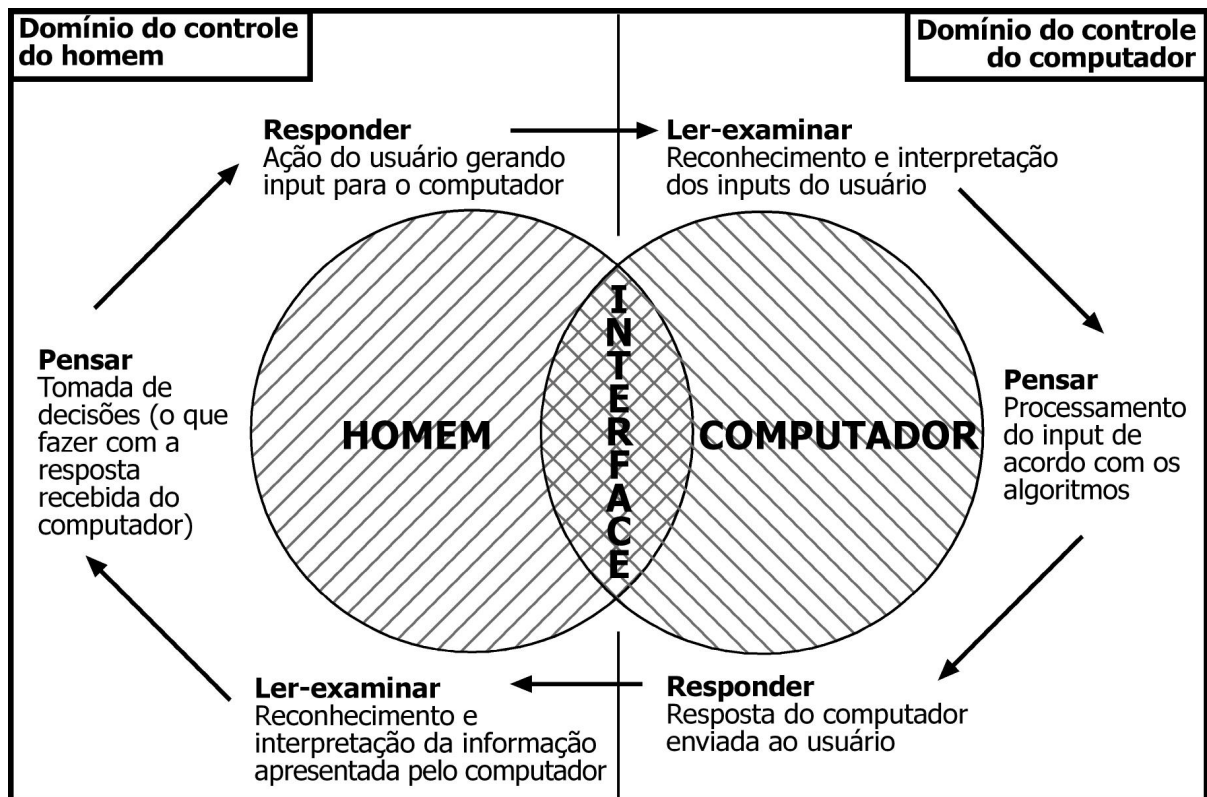 Domínio do controle
do homem
Domínio do controle
do computador
Responder
Ação do usuário gerando
input para o computador
Ler-examinar
Reconhecimento e interpretação
dos inputs do usuário
Pensar
Tomada de
decisões (o que
fazer com a
resposta
recebida do
computador)
HOMEM
INTERFACE
COMPUTADOR
Pensar
Processamento
do input de
acordo com os
algoritmos
Ler-examinar
Reconhecimento e
interpretação da informação
apresentada pelo computador
Responder
Resposta do computador
enviada ao usuário